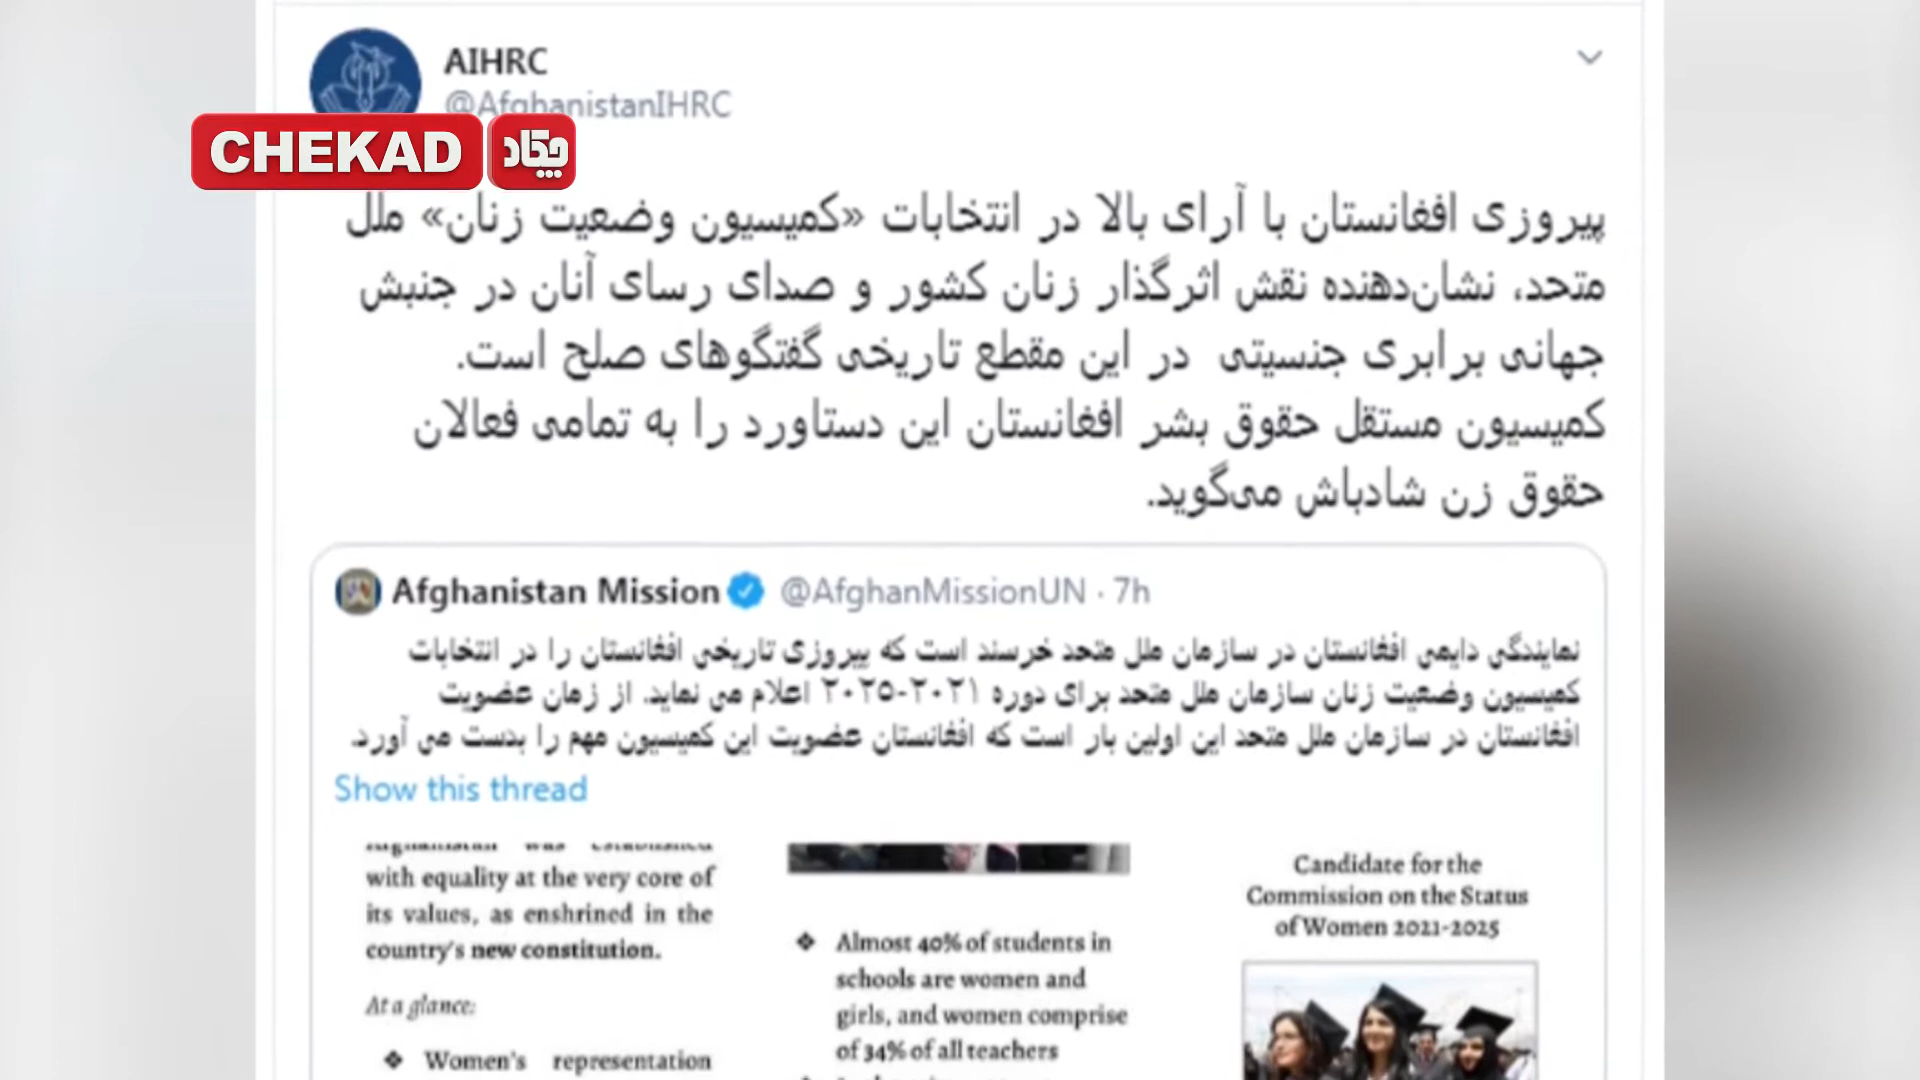 AIHRC
@AfghanistanIHRC
CHEKAD چکاد
پیروزی افغانستان با آرای بالا در انتخابات «کمیسیون وضعیت زنان» ملل
متحد، نشان‌دهنده نقش اثرگذار زنان کشور و صدای رسای آنان در جنبش
جهانی برابری جنسیتی در این مقطع تاریخی گفتگوهای صلح است.
کمیسیون مستقل حقوق بشر افغانستان این دستاورد را به تمامی فعالان
حقوق زن شادباش می‌گوید.
Afghanistan Mission @AfghanMissionUN · 7h
نمایندگی دایمی افغانستان در سازمان ملل متحد خرسند است که پیروزی تاریخی افغانستان را در انتخابات
کمیسیون وضعیت زنان سازمان ملل متحد برای دوره ۲۰۲۱-۲۰۲۵ اعلام می نماید. از زمان عضویت
افغانستان در سازمان ملل متحد این اولین بار است که افغانستان عضویت این کمیسیون مهم را بدست می آورد.
Show this thread
Afghanistan was established
with equality at the very core of
its values, as enshrined in the
country's new constitution.
At a glance:
❖ Women's representation
❖ Almost 40% of students in
schools are women and
girls, and women comprise
of 34% of all teachers
Candidate for the
Commission on the Status
of Women 2021-2025